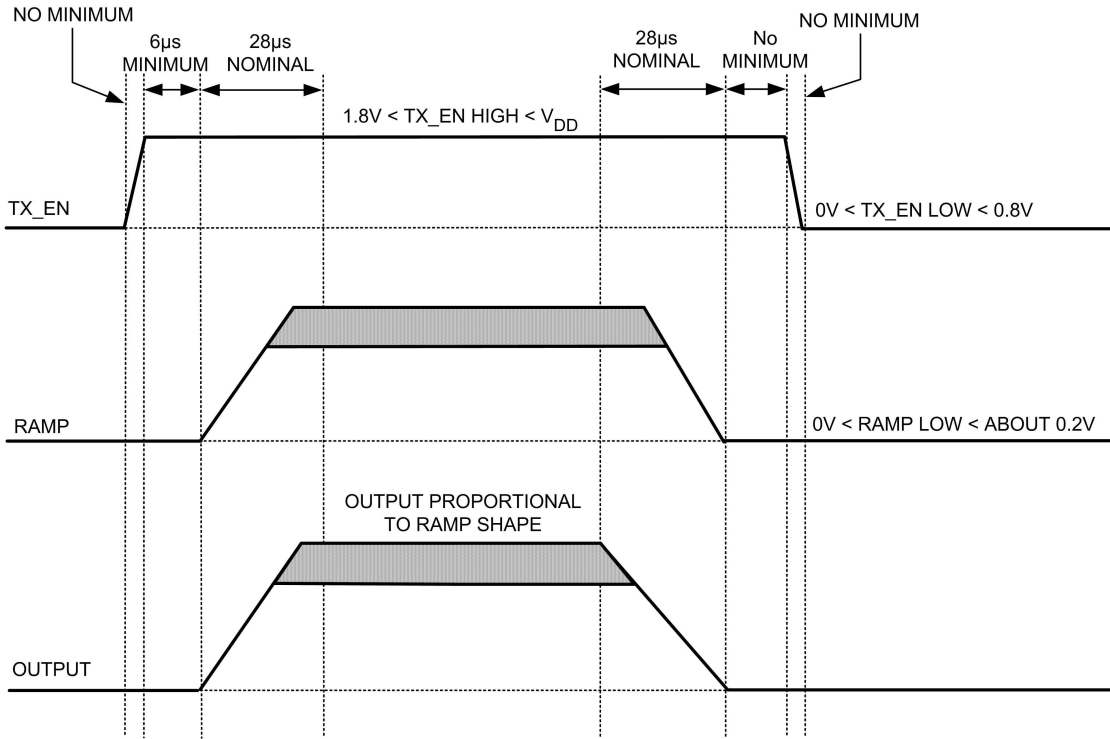 NO MINIMUM
6µs
MINIMUM
28µs
NOMINAL
28µs
NOMINAL
No
MINIMUM
NO MINIMUM
1.8V < TX_EN HIGH < VDD
TX_EN
0V < TX_EN LOW < 0.8V
RAMP
0V < RAMP LOW < ABOUT 0.2V
OUTPUT PROPORTIONAL
TO RAMP SHAPE
OUTPUT